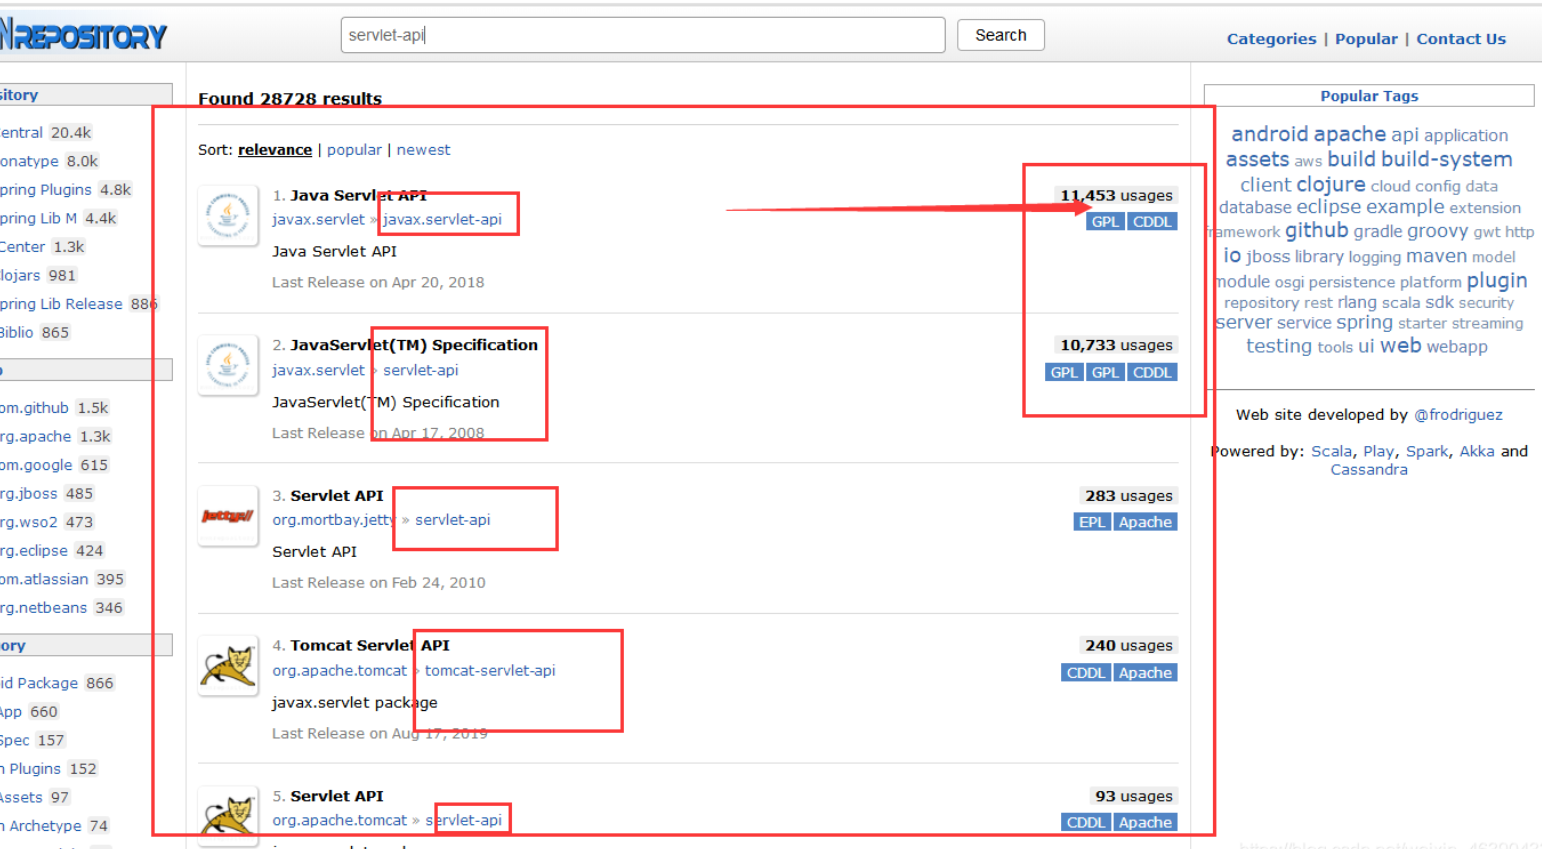 NREPOSITORY
servlet-api
Search
Categories | Popular | Contact Us
sitory
entral 20.4k
onatype 8.0k
pring Plugins 4.8k
pring Lib M 4.4k
Center 1.3k
lojars 981
pring Lib Release 886
Biblio 865
om.github 1.5k
rg.apache 1.3k
om.google 615
rg.jboss 485
rg.wso2 473
rg.eclipse 424
om.atlassian 395
rg.netbeans 346
ory
id Package 866
App 660
Spec 157
n Plugins 152
Assets 97
n Archetype 74
Found 28728 results
Sort: relevance | popular | newest
1. Java Servlet API
11,453 usages
javax.servlet » javax.servlet-api
GPL CDDL
Java Servlet API
Last Release on Apr 20, 2018
2. JavaServlet(TM) Specification
10,733 usages
javax.servlet » servlet-api
GPL GPL CDDL
JavaServlet(TM) Specification
Last Release on Apr 17, 2008
jetty://
3. Servlet API
283 usages
org.mortbay.jetty » servlet-api
EPL Apache
Servlet API
Last Release on Feb 24, 2010
4. Tomcat Servlet API
240 usages
org.apache.tomcat » tomcat-servlet-api
CDDL Apache
javax.servlet package
Last Release on Aug 17, 2019
5. Servlet API
93 usages
org.apache.tomcat » servlet-api
CDDL Apache
Popular Tags
android apache api application
assets aws build build-system
client clojure cloud config data
database eclipse example extension
framework github gradle groovy gwt http
io jboss library logging maven model
module osgi persistence platform plugin
repository rest rlang scala sdk security
server service spring starter streaming
testing tools ui web webapp
Web site developed by @frodriguez
Powered by: Scala, Play, Spark, Akka and
Cassandra